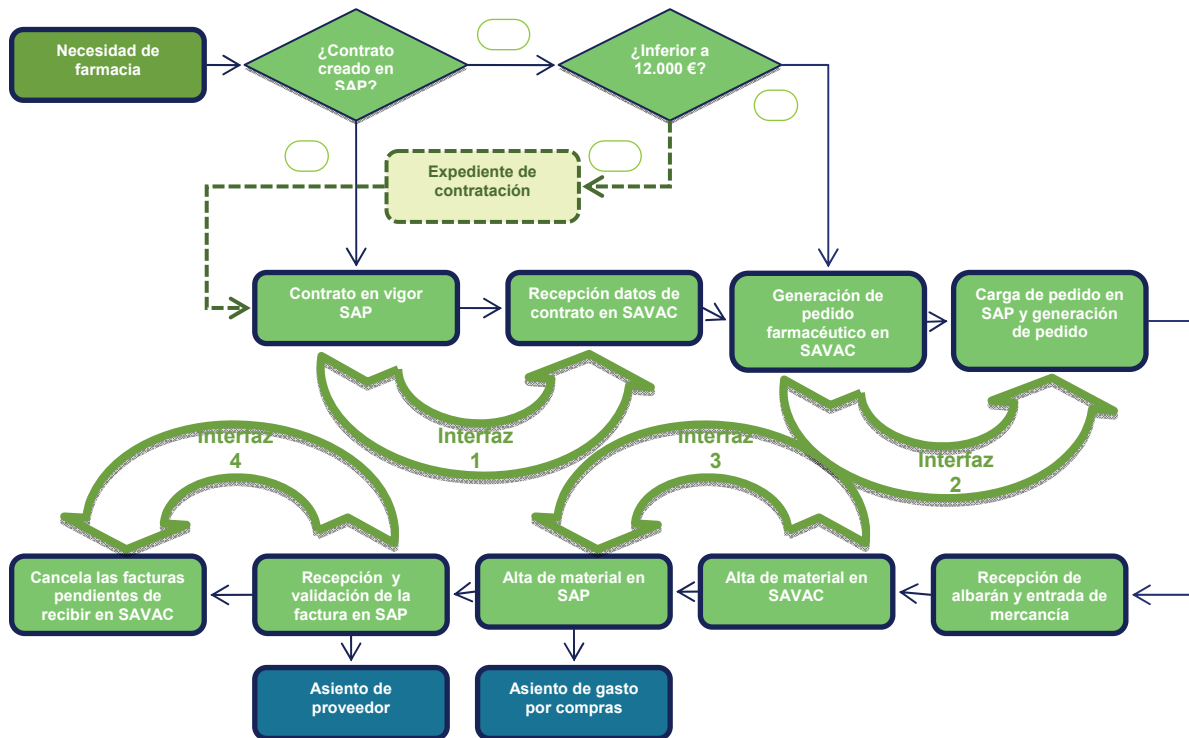 Necesidad de
farmacia
¿Contrato
creado en
SAP?
¿Inferior a
12.000 €?
Expediente de
contratación
Contrato en vigor
SAP
Recepción datos de
contrato en SAVAC
Generación de
pedido
farmacéutico en
SAVAC
Carga de pedido en
SAP y generación
de pedido
Interfaz
4
Interfaz
1
Interfaz
3
Interfaz
2
Cancela las facturas
pendientes de
recibir en SAVAC
Recepción y
validación de la
factura en SAP
Alta de material en
SAP
Alta de material en
SAVAC
Recepción de
albarán y entrada de
mercancía
Asiento de
proveedor
Asiento de gasto
por compras